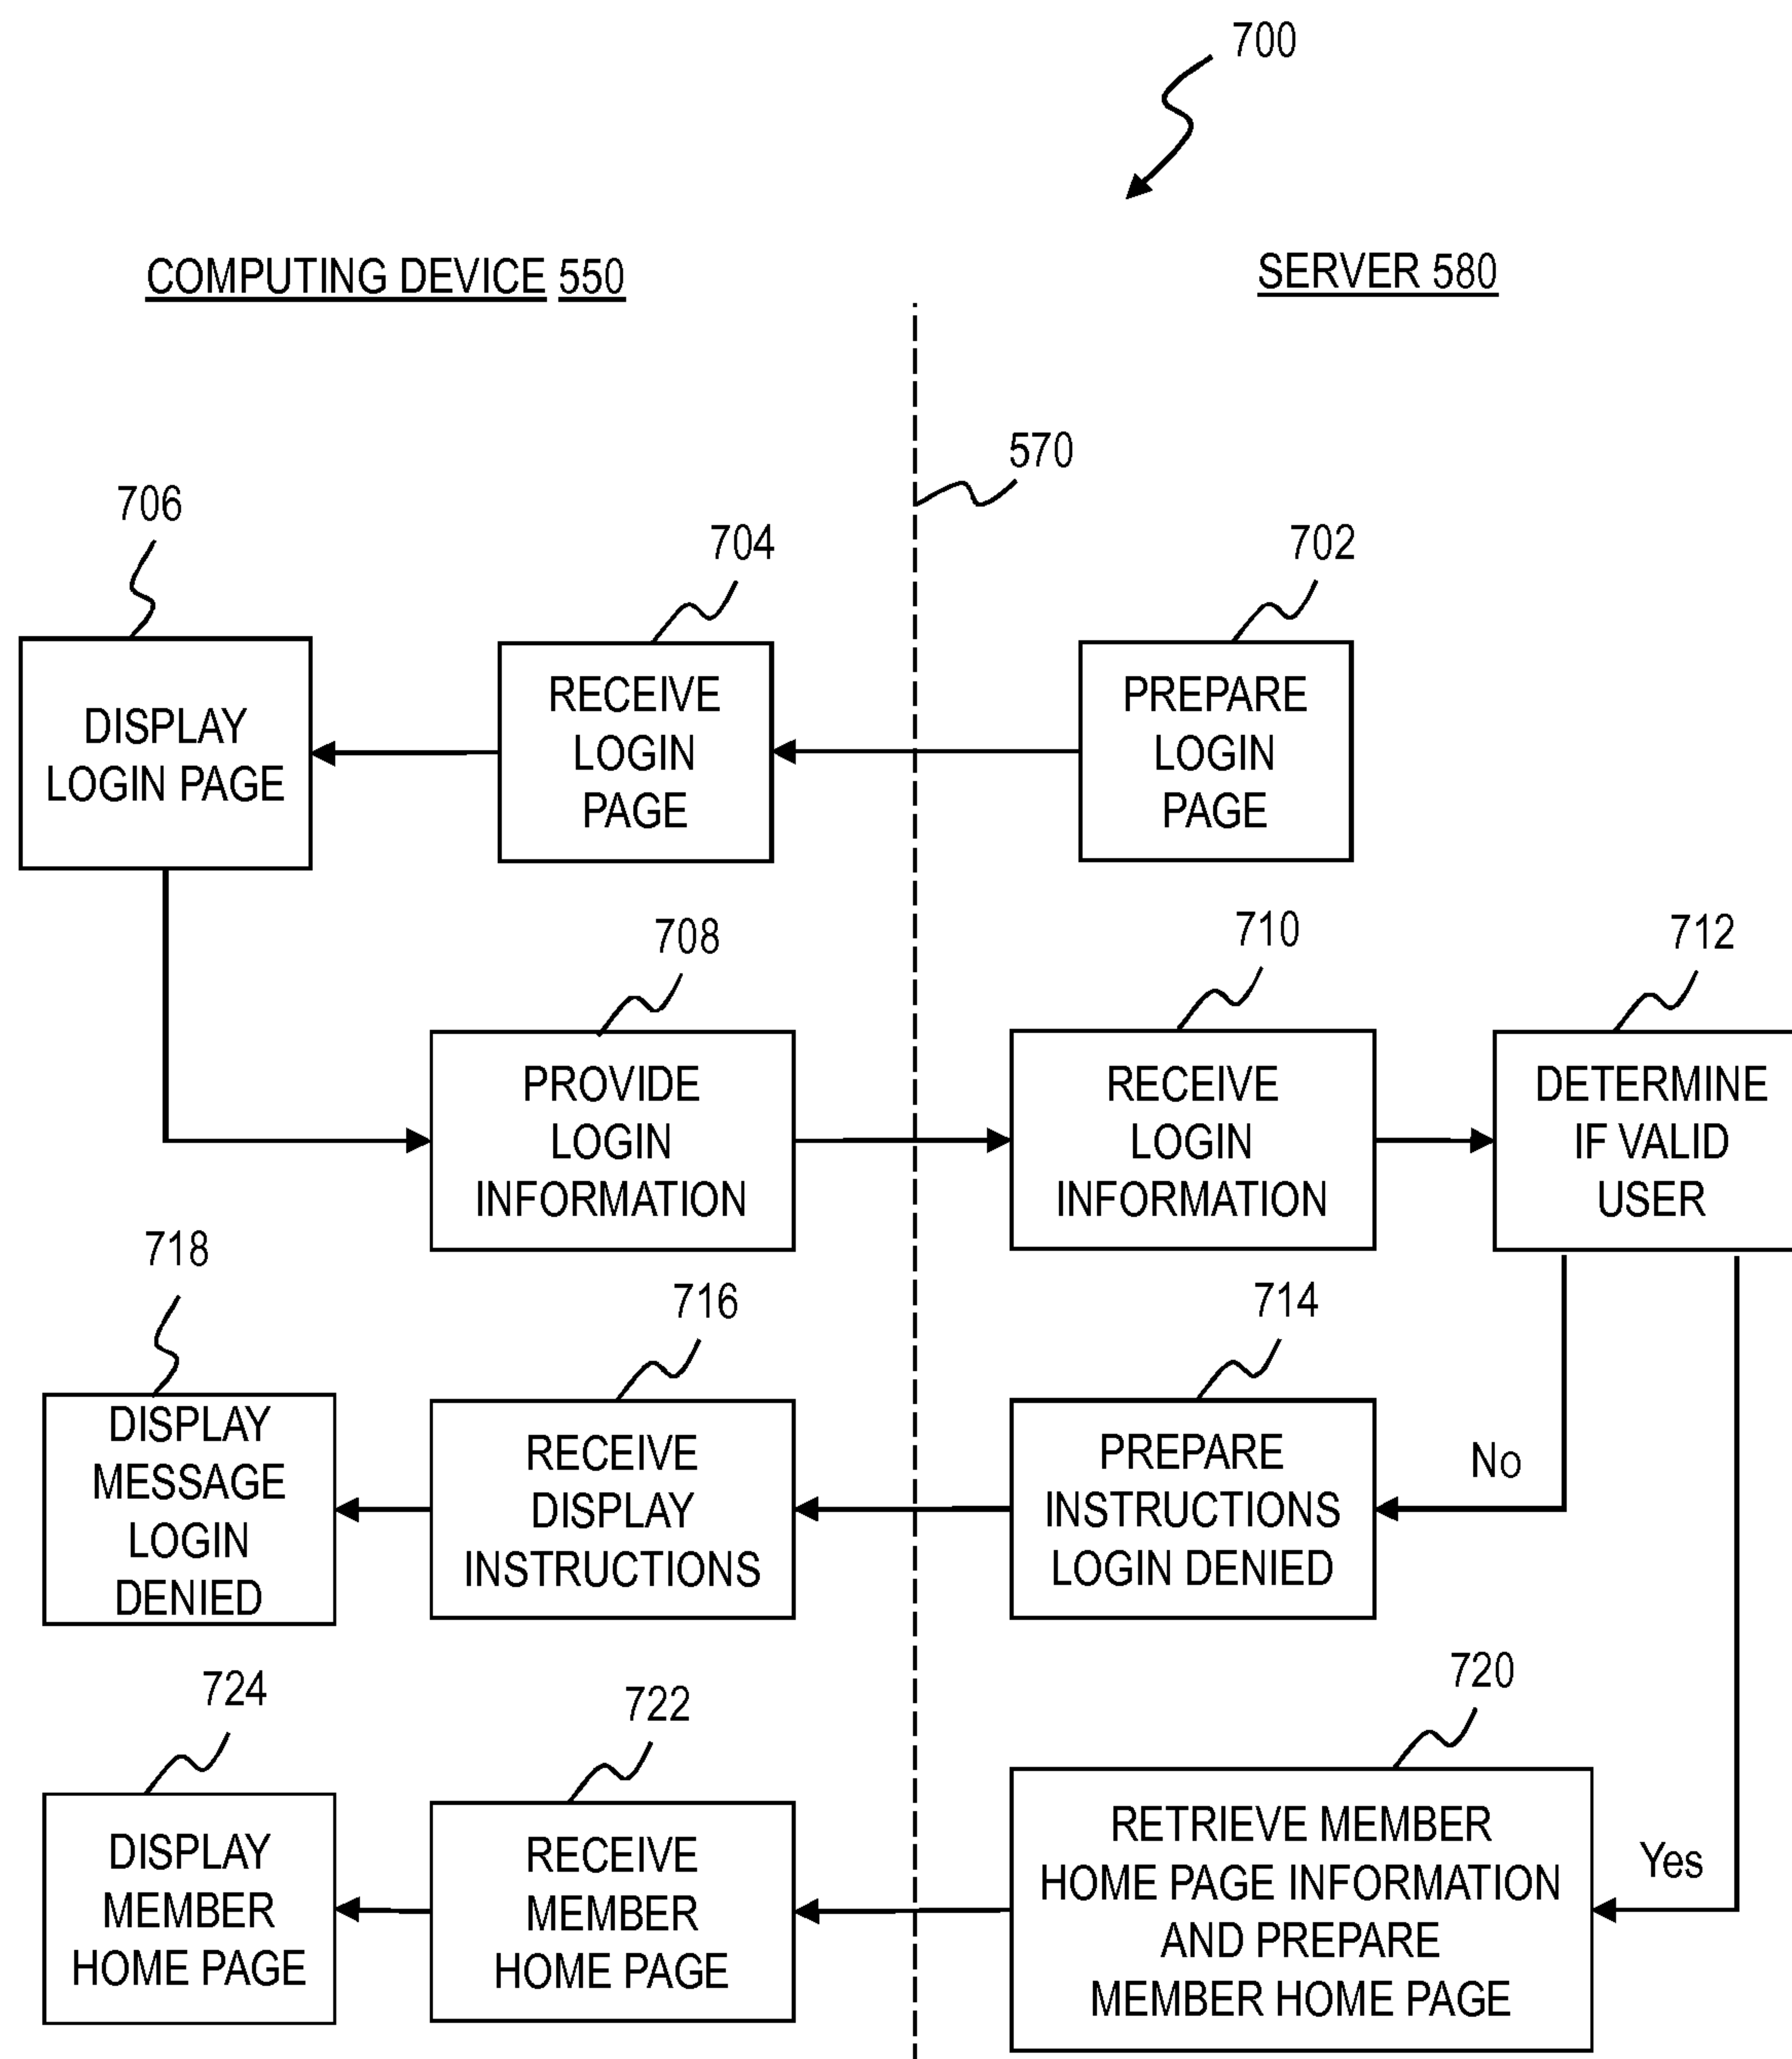 700
COMPUTING DEVICE 550
SERVER 580
570
706
704
702
DISPLAY
LOGIN PAGE
RECEIVE
LOGIN
PAGE
PREPARE
LOGIN
PAGE
708
710
712
PROVIDE
LOGIN
INFORMATION
RECEIVE
LOGIN
INFORMATION
DETERMINE
IF VALID
USER
718
716
714
DISPLAY
MESSAGE
LOGIN
DENIED
RECEIVE
DISPLAY
INSTRUCTIONS
PREPARE
INSTRUCTIONS
LOGIN DENIED
No
724
722
720
DISPLAY
MEMBER
HOME PAGE
RECEIVE
MEMBER
HOME PAGE
RETRIEVE MEMBER
HOME PAGE INFORMATION
AND PREPARE
MEMBER HOME PAGE
Yes